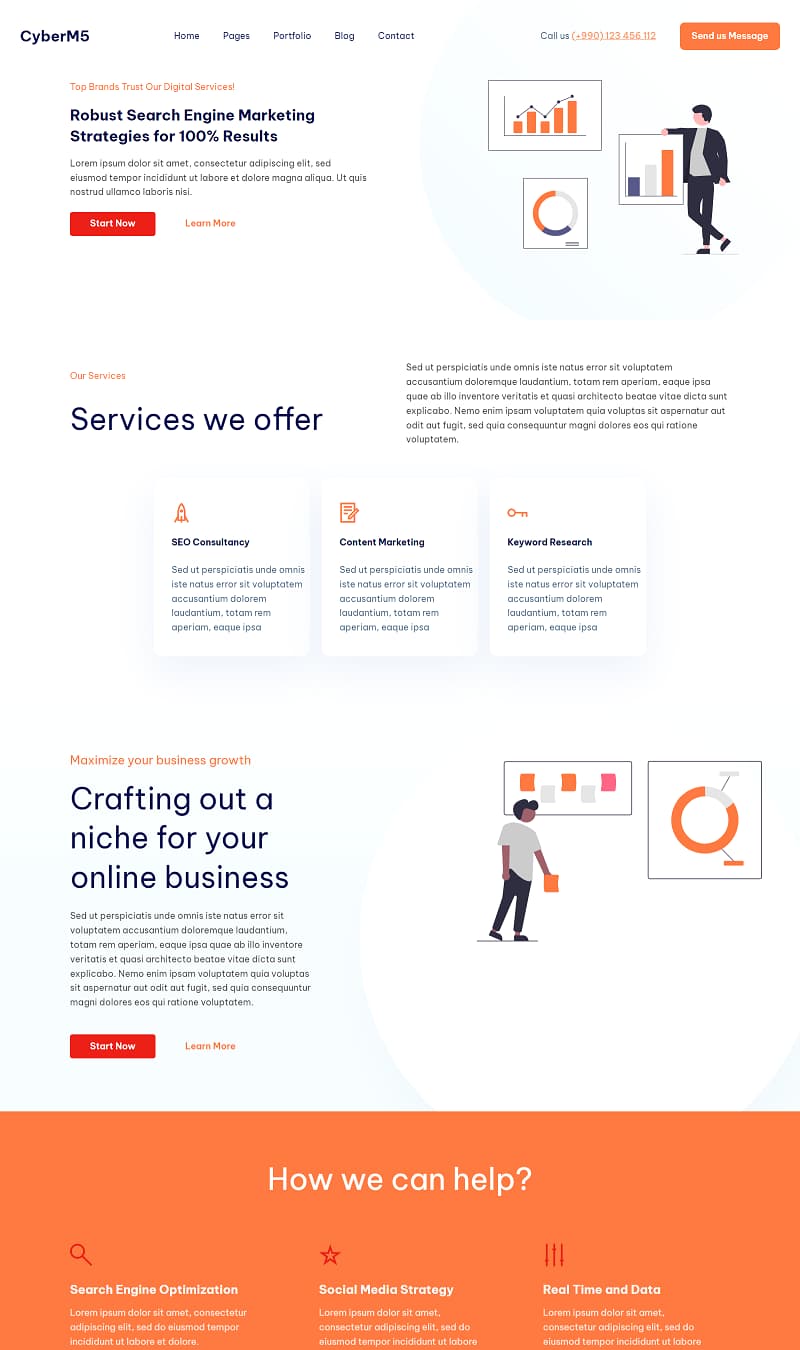 CyberM5
Home Pages Portfolio Blog Contact
Call us (+990) 123 456 112
Send us Message
Top Brands Trust Our Digital Services!
Robust Search Engine Marketing
Strategies for 100% Results
Lorem ipsum dolor sit amet, consectetur adipiscing elit, sed
eiusmod tempor incididunt ut labore et dolore magna aliqua. Ut quis
nostrud ullamco laboris nisi.
Start Now
Learn More
Our Services
Services we offer
Sed ut perspiciatis unde omnis iste natus error sit voluptatem
accusantium doloremque laudantium, totam rem aperiam, eaque ipsa
quae ab illo inventore veritatis et quasi architecto beatae vitae dicta sunt
explicabo. Nemo enim ipsam voluptatem quia voluptas sit aspernatur aut
odit aut fugit, sed quia consequuntur magni dolores eos qui ratione
voluptatem.
SEO Consultancy
Sed ut perspiciatis unde omnis
iste natus error sit voluptatem
accusantium dolorem
laudantium, totam rem
aperiam, eaque ipsa
Content Marketing
Sed ut perspiciatis unde omnis
iste natus error sit voluptatem
accusantium dolorem
laudantium, totam rem
aperiam, eaque ipsa
Keyword Research
Sed ut perspiciatis unde omnis
iste natus error sit voluptatem
accusantium dolorem
laudantium, totam rem
aperiam, eaque ipsa
Maximize your business growth
Crafting out a
niche for your
online business
Sed ut perspiciatis unde omnis iste natus error sit
voluptatem accusantium doloremque laudantium,
totam rem aperiam, eaque ipsa quae ab illo inventore
veritatis et quasi architecto beatae vitae dicta sunt
explicabo. Nemo enim ipsam voluptatem quia voluptas
sit aspernatur aut odit aut fugit, sed quia consequuntur
magni dolores eos qui ratione voluptatem.
Start Now
Learn More
How we can help?
Search Engine Optimization
Lorem ipsum dolor sit amet, consectetur
adipiscing elit, sed do eiusmod tempor
incididunt ut labore et dolore.
Social Media Strategy
Lorem ipsum dolor sit amet,
consectetur adipiscing elit, sed do
eiusmod tempor incididunt ut labore
Real Time and Data
Lorem ipsum dolor sit amet,
consectetur adipiscing elit, sed do
eiusmod tempor incididunt ut labore